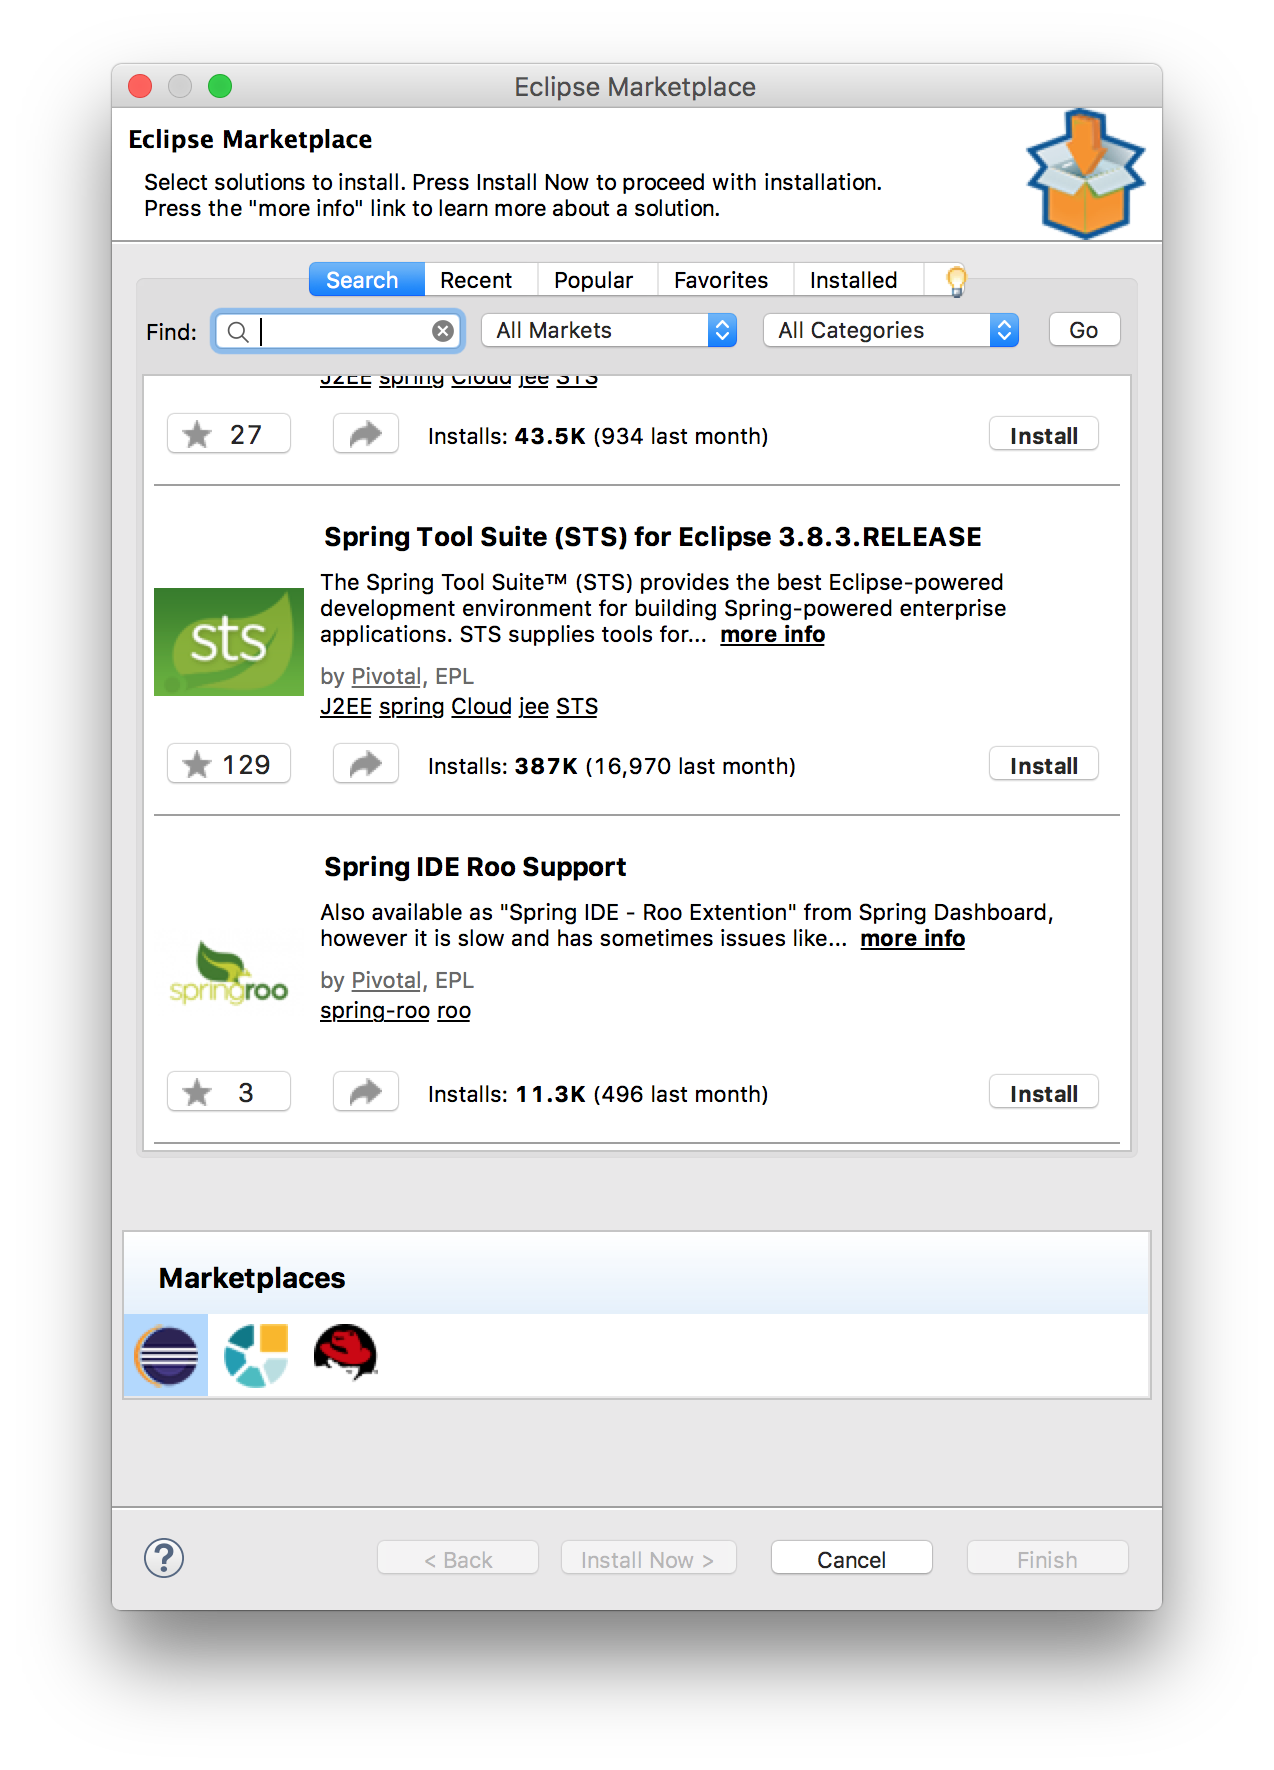 Eclipse Marketplace
Eclipse Marketplace
Select solutions to install. Press Install Now to proceed with installation.
Press the "more info" link to learn more about a solution.
Search Recent Popular Favorites Installed
Find: All Markets All Categories Go
J2EE spring Cloud jee STS
27 Installs: 43.5K (934 last month) Install
Spring Tool Suite (STS) for Eclipse 3.8.3.RELEASE
The Spring Tool Suite™ (STS) provides the best Eclipse-powered
development environment for building Spring-powered enterprise
applications. STS supplies tools for... more info
sts
by Pivotal, EPL
J2EE spring Cloud jee STS
129 Installs: 387K (16,970 last month) Install
Spring IDE Roo Support
Also available as "Spring IDE - Roo Extention" from Spring Dashboard,
however it is slow and has sometimes issues like... more info
springroo
by Pivotal, EPL
spring-roo roo
3 Installs: 11.3K (496 last month) Install
Marketplaces
? < Back Install Now > Cancel Finish